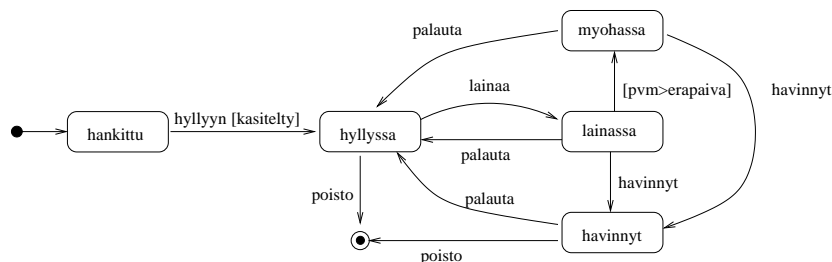 myohassa
palauta
lainaa
[pvm>erapaiva]
havinnyt
hyllyyn [kasitelty]
hankittu
hyllyssa
lainassa
palauta
havinnyt
poisto
palauta
havinnyt
poisto